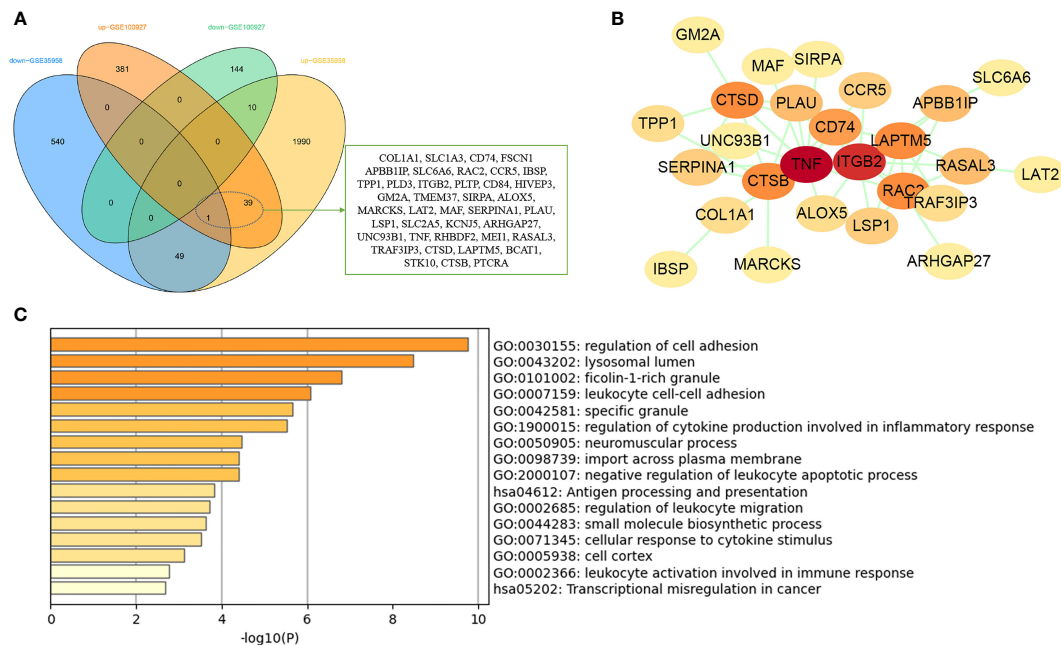 A
up-GSE100927
down-GSE100927
down-GSE35958
up-GSE35958
381
144
0
0
10
540
0
0
1990
0
0
0
1
39
49
COL1A1, SLC1A3, CD74, FSCN1
APBB1IP, SLC6A6, RAC2, CCR5, IBSP,
TPP1, PLD3, ITGB2, PLTP, CD84, HIVEP3,
GM2A, TMEM37, SIRPA, ALOX5,
MARCKS, LAT2, MAF, SERPINA1, PLAU,
LSP1, SLC2A5, KCNJ5, ARHGAP27,
UNC93B1, TNF, RHBDF2, MEI1, RASAL3,
TRAF3IP3, CTSD, LAPTM5, BCAT1,
STK10, CTSB, PTCRA
B
GM2A
MAF
SIRPA
SLC6A6
CTSD
PLAU
CCR5
APBB1IP
TPP1
UNC93B1
CD74
LAPTM5
SERPINA1
CTSB
TNF
ITGB2
RASAL3
LAT2
RAC2
TRAF3IP3
COL1A1
ALOX5
LSP1
IBSP
MARCKS
ARHGAP27
C
GO:0030155: regulation of cell adhesion
GO:0043202: lysosomal lumen
GO:0101002: ficolin-1-rich granule
GO:0007159: leukocyte cell-cell adhesion
GO:0042581: specific granule
GO:1900015: regulation of cytokine production involved in inflammatory response
GO:0050905: neuromuscular process
GO:0098739: import across plasma membrane
GO:2000107: negative regulation of leukocyte apoptotic process
hsa04612: Antigen processing and presentation
GO:0002685: regulation of leukocyte migration
GO:0044283: small molecule biosynthetic process
GO:0071345: cellular response to cytokine stimulus
GO:0005938: cell cortex
GO:0002366: leukocyte activation involved in immune response
hsa05202: Transcriptional misregulation in cancer
0 2 4 6 8 10
-log10(P)